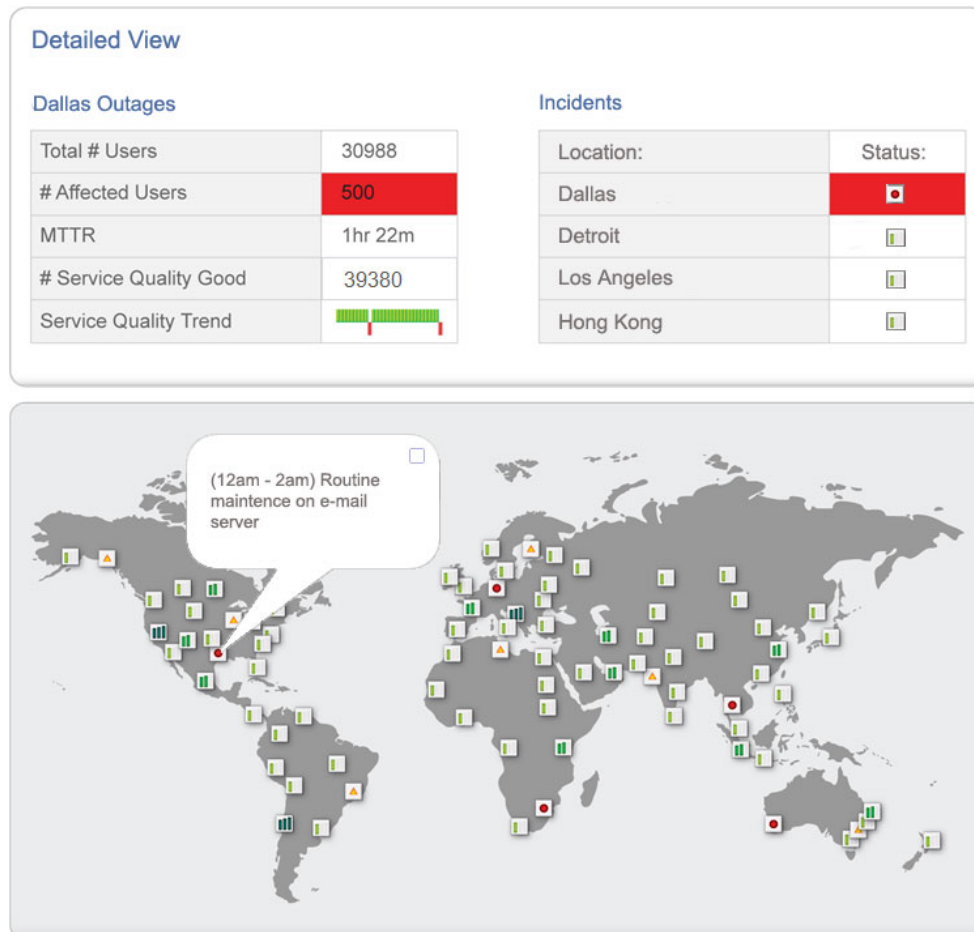 Detailed View
Dallas Outages
Total # Users 30988
# Affected Users 500
MTTR 1hr 22m
# Service Quality Good 39380
Service Quality Trend
Incidents
Location: Status:
Dallas
Detroit
Los Angeles
Hong Kong
(12am - 2am) Routine
maintence on e-mail
server